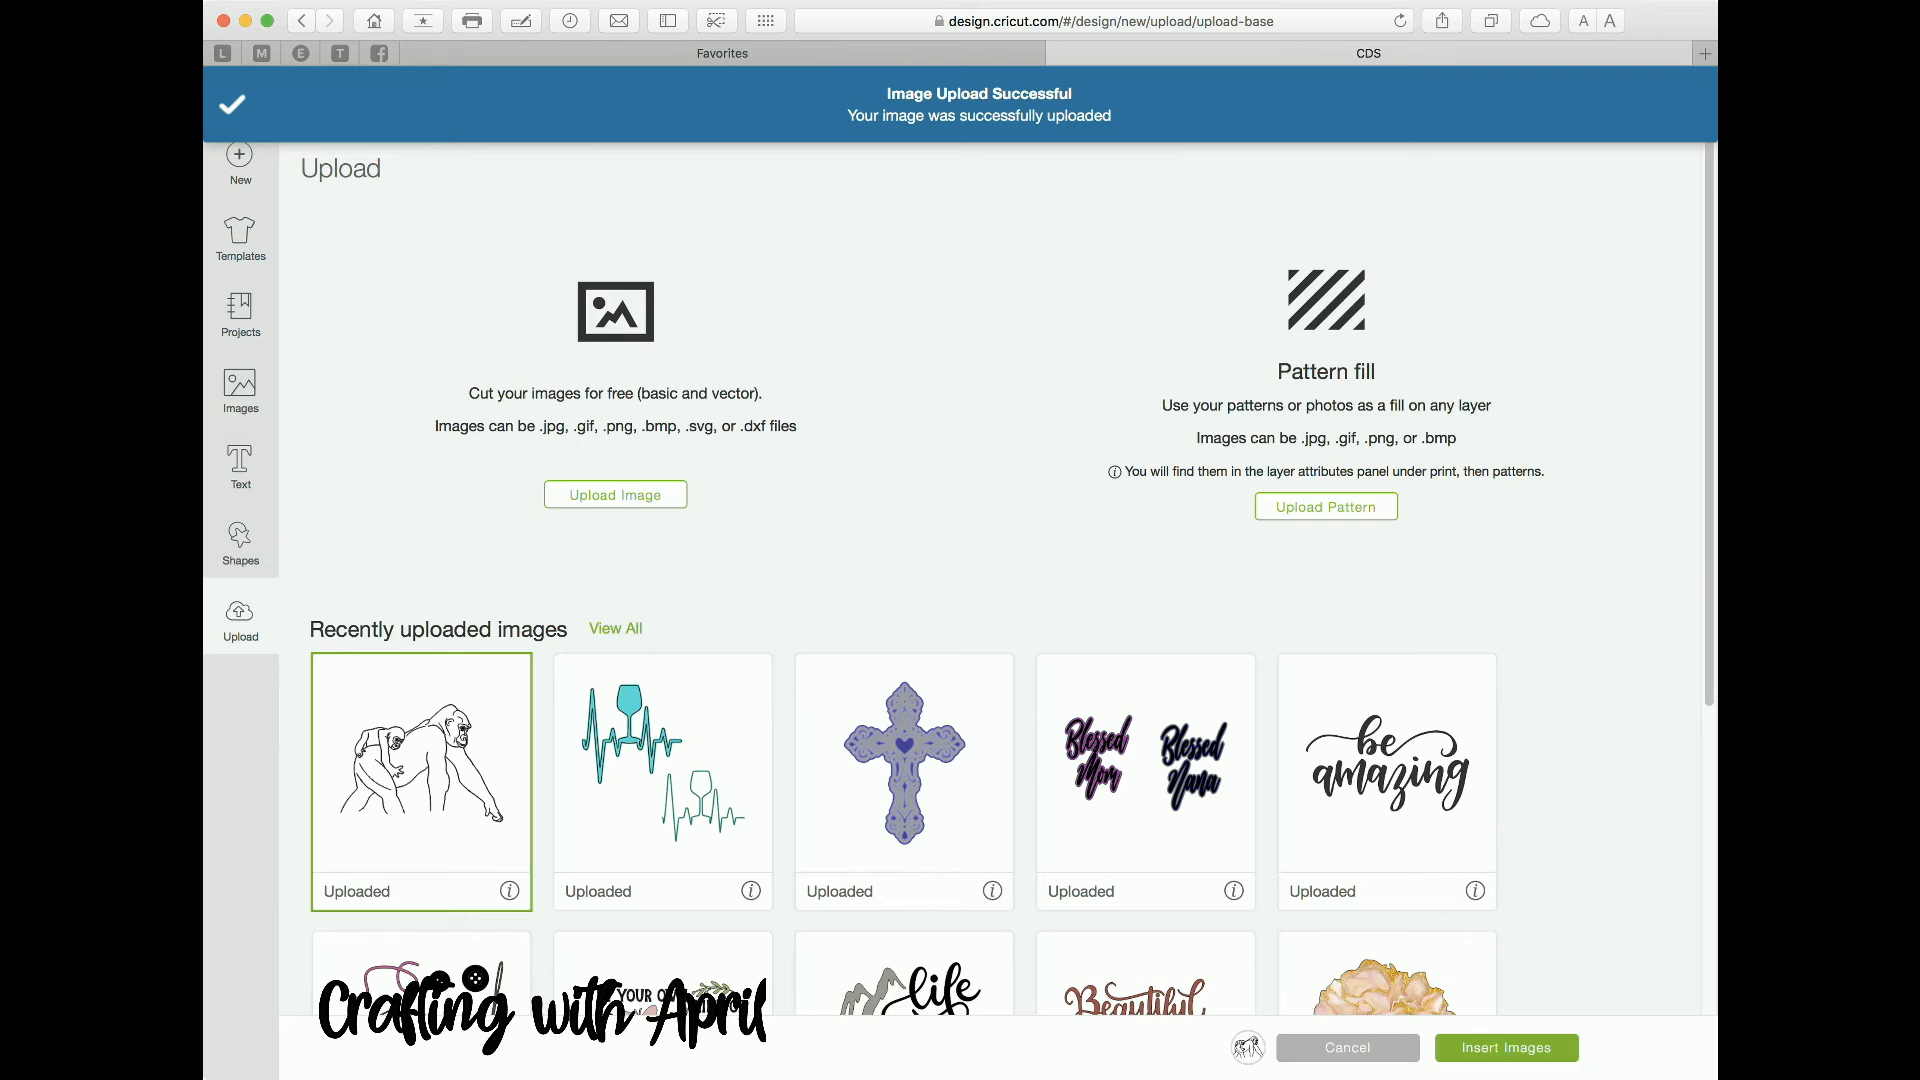 design.cricut.com/#/design/new/upload/upload-base
A A
L M E T f
Favorites
CDS
Image Upload Successful
Your image was successfully uploaded
New
Upload
Templates
Projects
Images
Text
Shapes
Upload
Cut your images for free (basic and vector).
Images can be .jpg, .gif, .png, .bmp, .svg, or .dxf files
Upload Image
Pattern fill
Use your patterns or photos as a fill on any layer
Images can be .jpg, .gif, .png, or .bmp
You will find them in the layer attributes panel under print, then patterns.
Upload Pattern
Recently uploaded images View All
Blessed
Mom
Blessed
Nana
be
amazing
Uploaded
Uploaded
Uploaded
Uploaded
Uploaded
YOUR
life
Beautiful
Crafting with April
Cancel
Insert Images